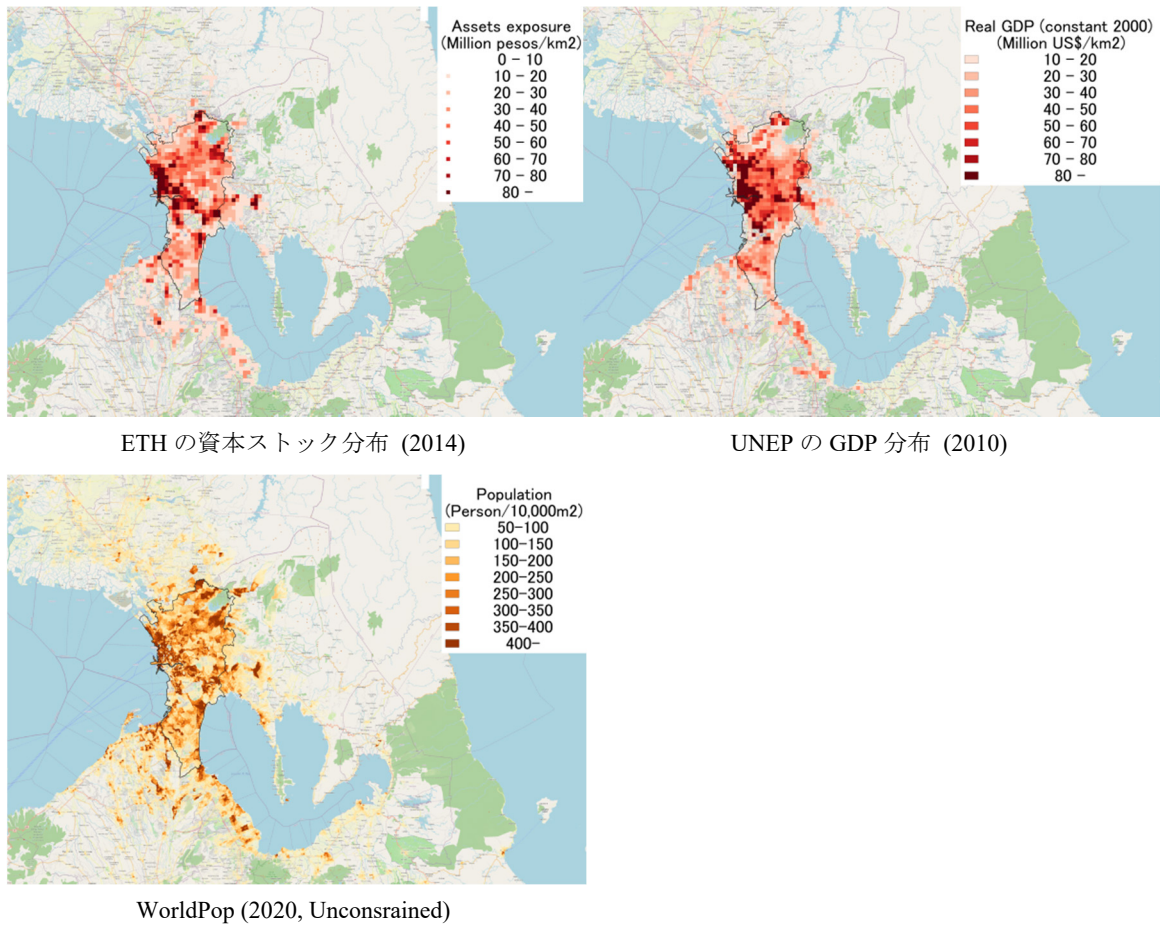 Assets exposure
(Million pesos/km2)
0 - 10
10 - 20
20 - 30
30 - 40
40 - 50
50 - 60
60 - 70
70 - 80
80 -
Real GDP (constant 2000)
(Million US$/km2)
10 - 20
20 - 30
30 - 40
40 - 50
50 - 60
60 - 70
70 - 80
80 -
ETH の資本ストック分布 (2014)
UNEP の GDP 分布 (2010)
Population
(Person/10,000m2)
50-100
100-150
150-200
200-250
250-300
300-350
350-400
400-
WorldPop (2020, Unconsrained)